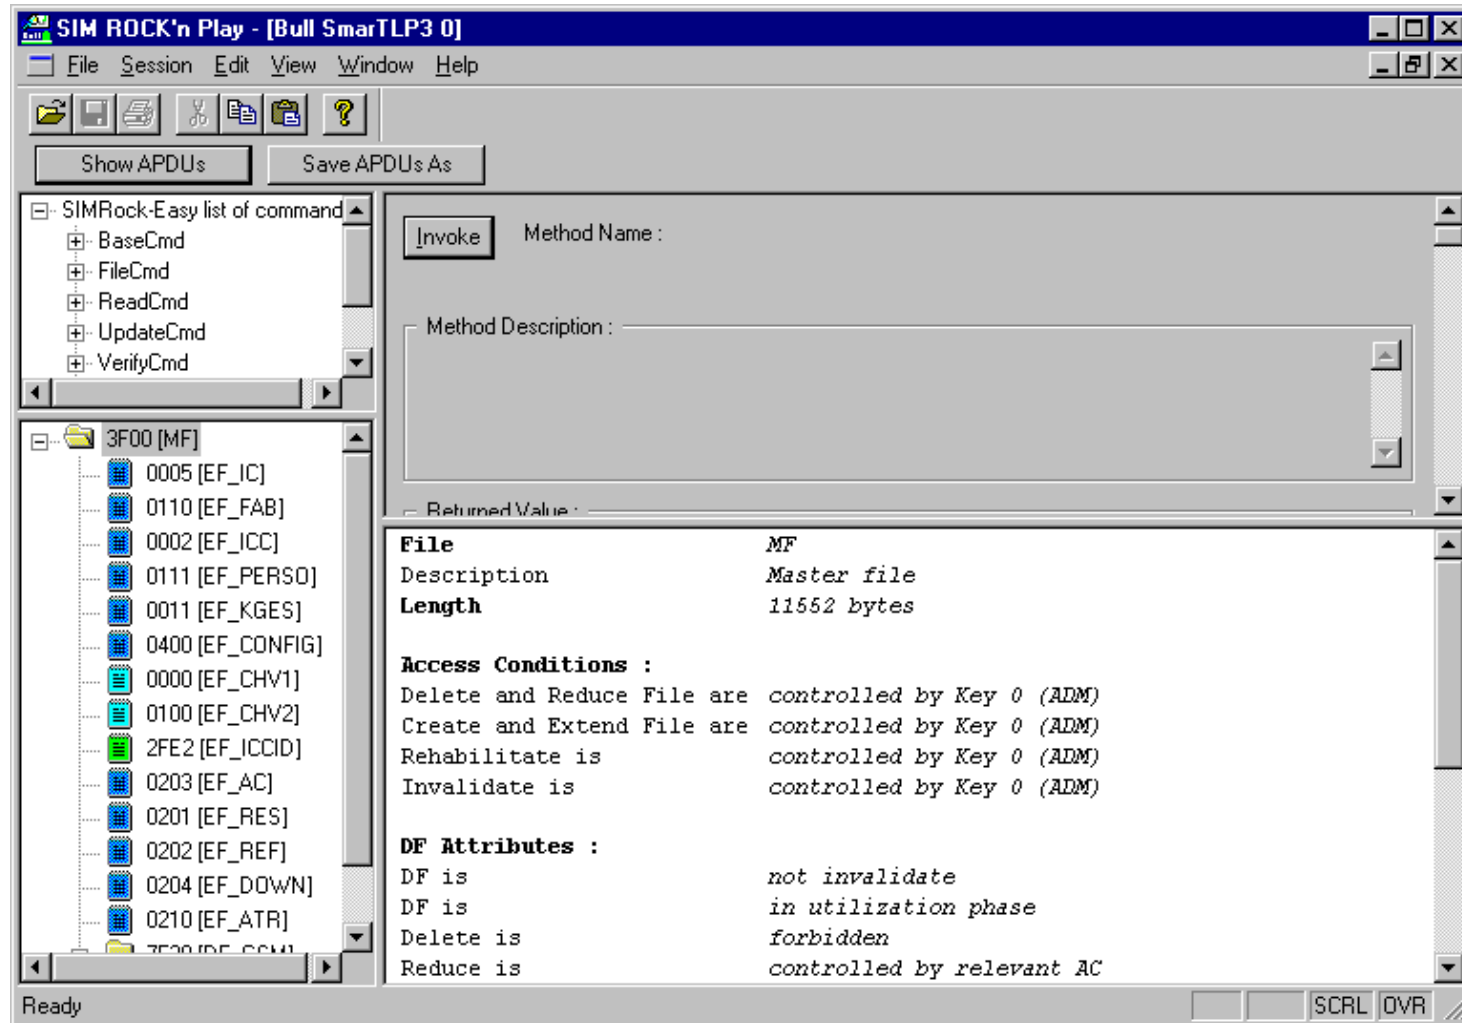 SIM ROCK'n Play - [Bull SmarTLP3 0]
File Session Edit View Window Help
Show APDUs Save APDUs As
SIMRock-Easy list of command
BaseCmd
FileCmd
ReadCmd
UpdateCmd
VerifyCmd
Invoke Method Name :
Method Description :
Returned Value :
3F00 [MF]
0005 [EF_IC]
0110 [EF_FAB]
0002 [EF_ICC]
0111 [EF_PERSO]
0011 [EF_KGES]
0400 [EF_CONFIG]
0000 [EF_CHV1]
0100 [EF_CHV2]
2FE2 [EF_ICCID]
0203 [EF_AC]
0201 [EF_RES]
0202 [EF_REF]
0204 [EF_DOWN]
0210 [EF_ATR]
7F20 [DF_GSM]
File MF
Description Master file
Length 11552 bytes
Access Conditions :
Delete and Reduce File are controlled by Key 0 (ADM)
Create and Extend File are controlled by Key 0 (ADM)
Rehabilitate is controlled by Key 0 (ADM)
Invalidate is controlled by Key 0 (ADM)
DF Attributes :
DF is not invalidate
DF is in utilization phase
Delete is forbidden
Reduce is controlled by relevant AC
Ready SCRL OVR